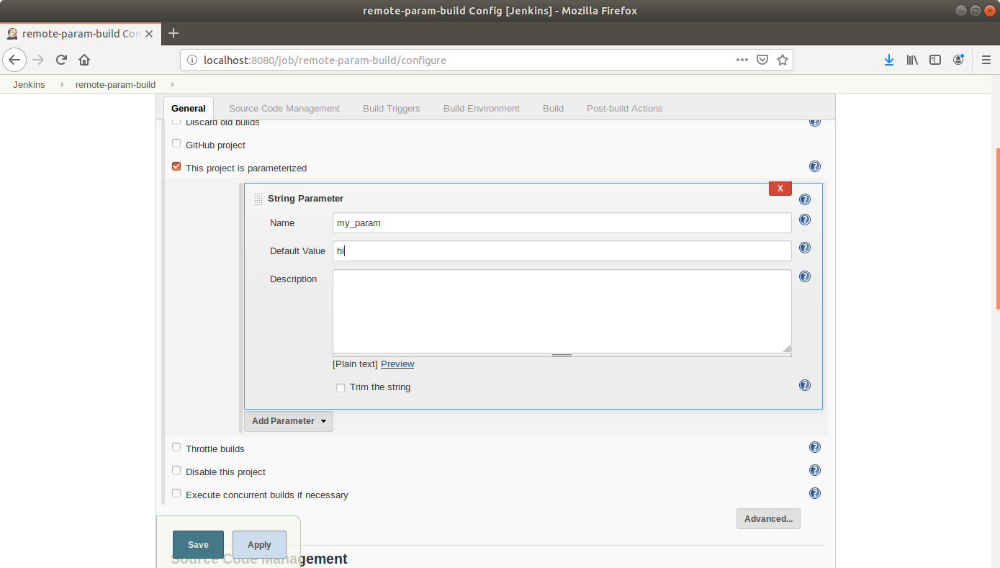 remote-param-build Config [Jenkins] - Mozilla Firefox
remote-param-build Con
localhost:8080/job/remote-param-build/configure
Jenkins remote-param-build
General Source Code Management Build Triggers Build Environment Build Post-build Actions
Discard old builds
GitHub project
This project is parameterized
X
String Parameter
Name my_param
Default Value hi
Description
[Plain text] Preview
Trim the string
Add Parameter
Throttle builds
Disable this project
Execute concurrent builds if necessary
Advanced...
Save Apply
Source Code Management